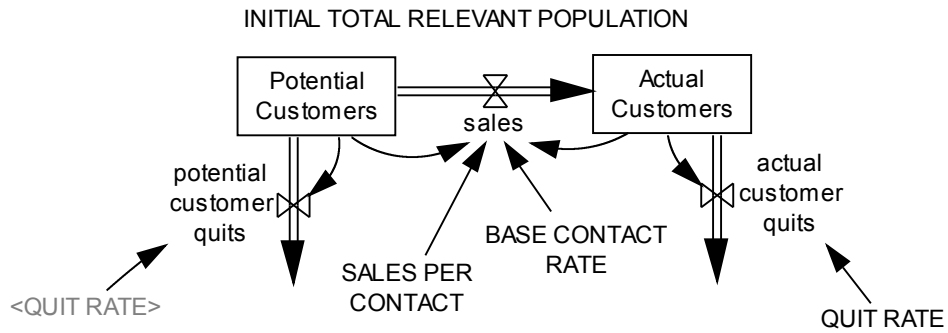 INITIAL TOTAL RELEVANT POPULATION
Potential
Customers
Actual
Customers
sales
potential
customer
quits
actual
customer
quits
BASE CONTACT
RATE
SALES PER
CONTACT
<QUIT RATE>
QUIT RATE